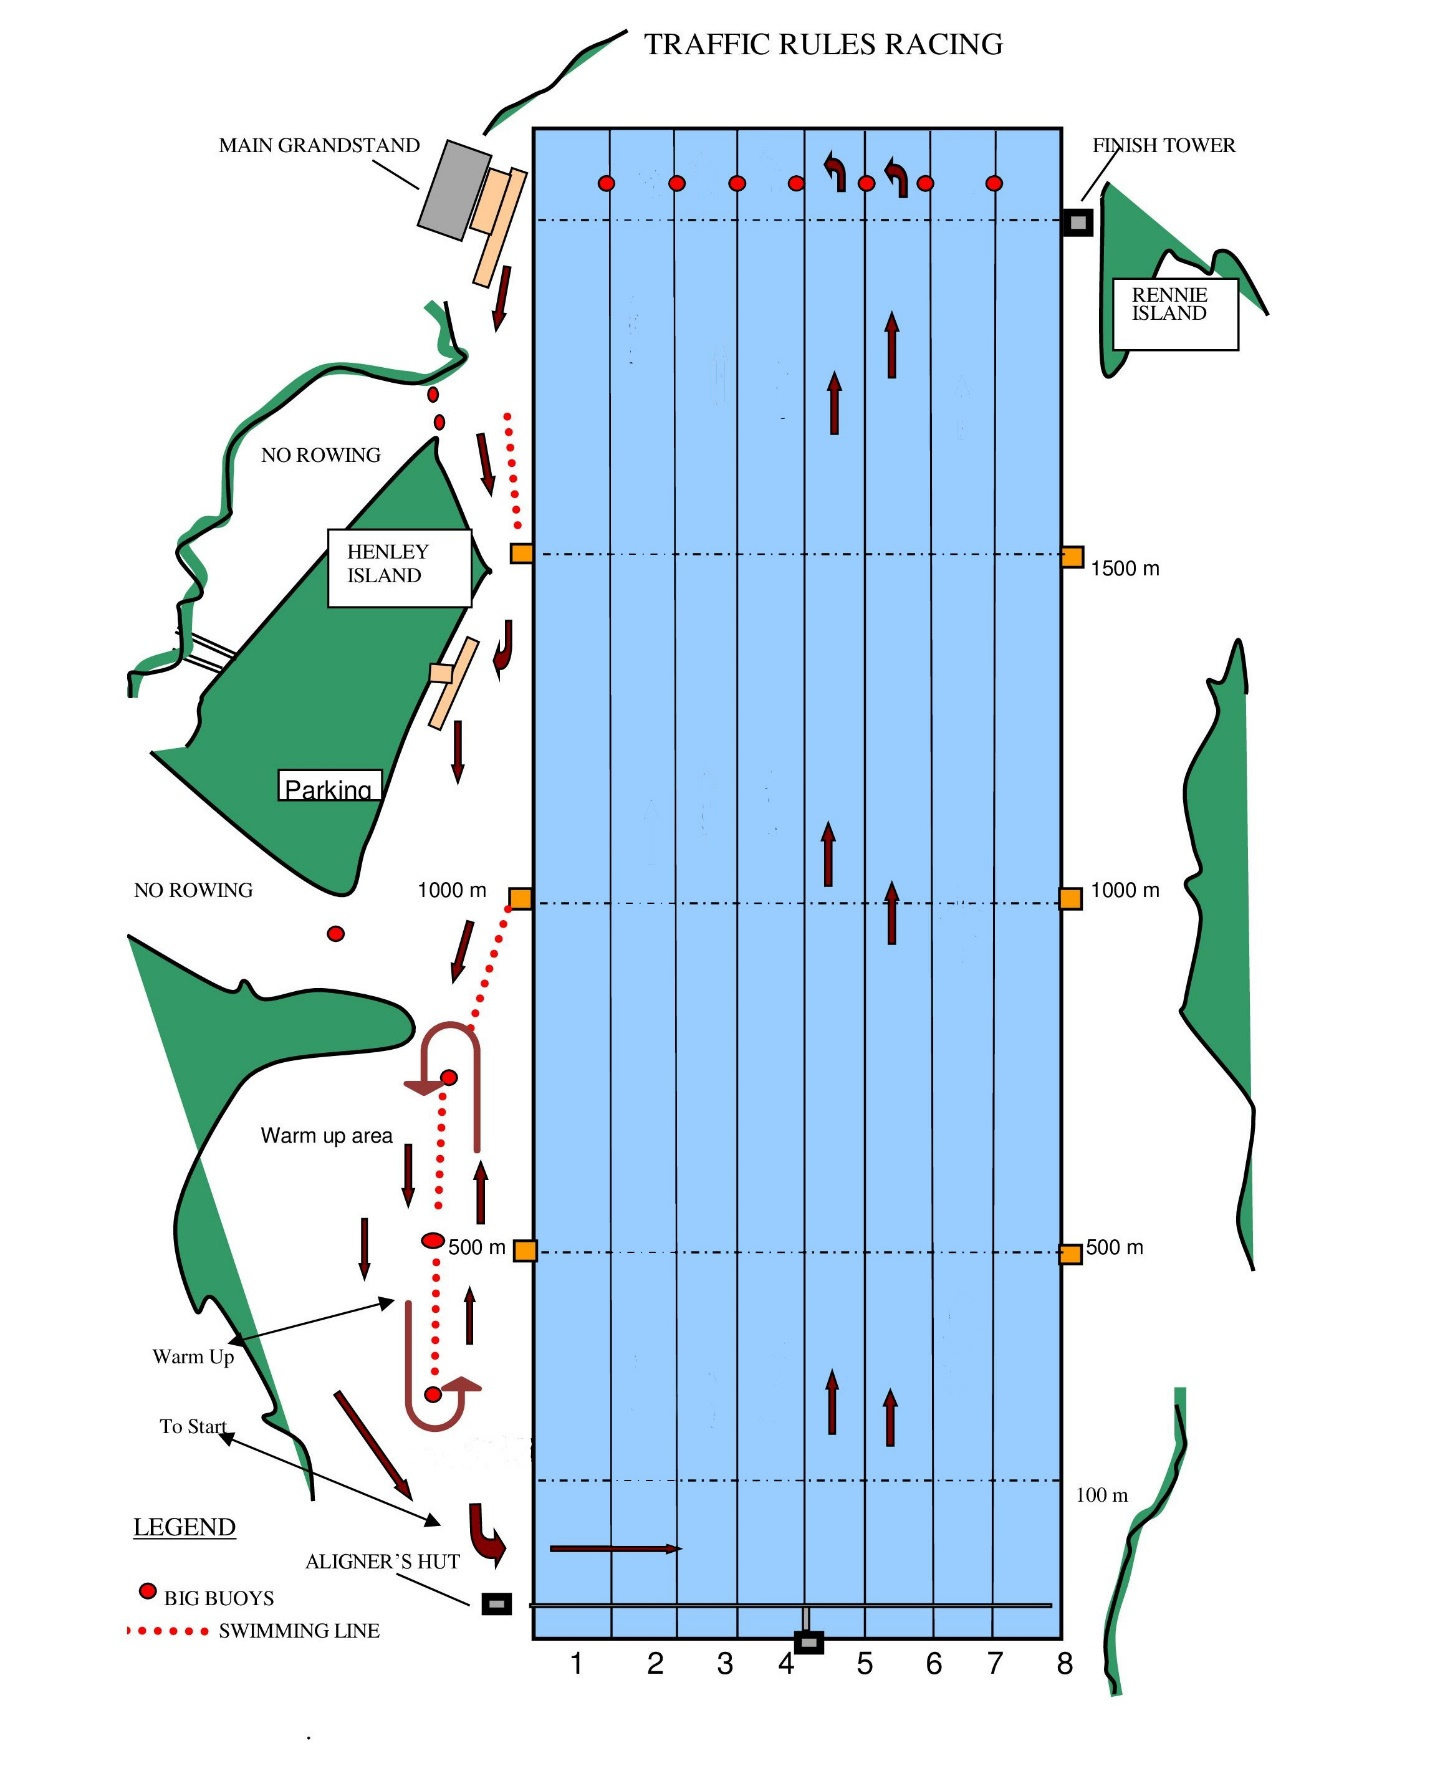 TRAFFIC RULES RACING
MAIN GRANDSTAND
FINISH TOWER
RENNIE
ISLAND
NO ROWING
HENLEY
ISLAND
1500 m
Parking
NO ROWING
1000 m
1000 m
Warm up area
500 m
500 m
Warm Up
To Start
100 m
LEGEND
ALIGNER'S HUT
BIG BUOYS
SWIMMING LINE
1 2 3 4 5 6 7 8